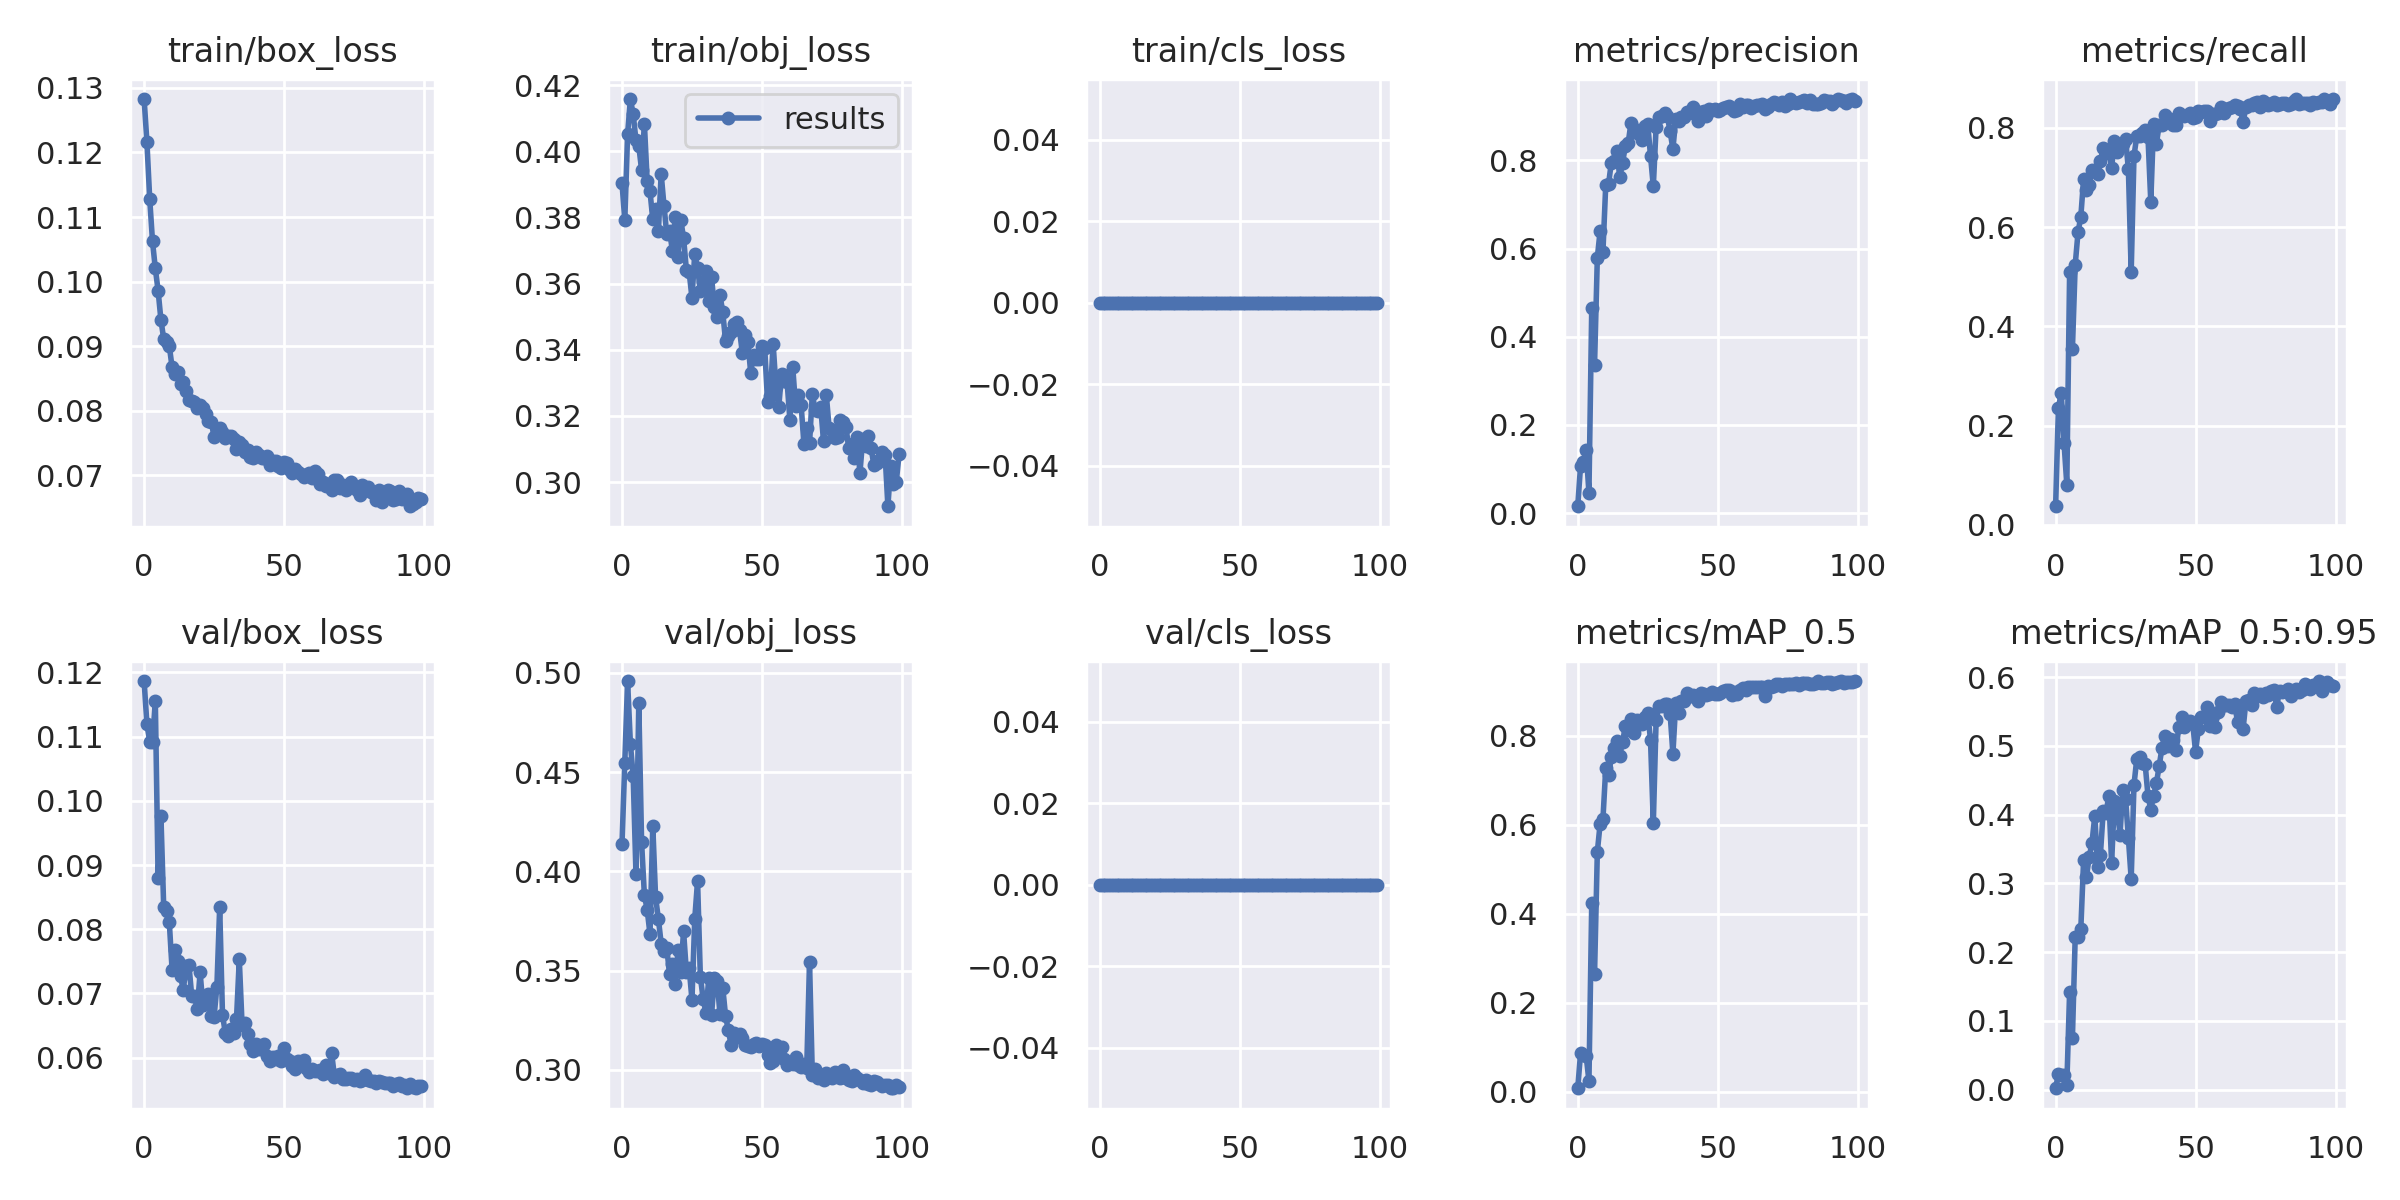 train/box_loss
0.13
0.12
0.11
0.10
0.09
0.08
0.07
0 50 100
train/obj_loss
results
0.42
0.40
0.38
0.36
0.34
0.32
0.30
0 50 100
train/cls_loss
0.04
0.02
0.00
−0.02
−0.04
0 50 100
metrics/precision
0.8
0.6
0.4
0.2
0.0
0 50 100
metrics/recall
0.8
0.6
0.4
0.2
0.0
0 50 100
val/box_loss
0.12
0.11
0.10
0.09
0.08
0.07
0.06
0 50 100
val/obj_loss
0.50
0.45
0.40
0.35
0.30
0 50 100
val/cls_loss
0.04
0.02
0.00
−0.02
−0.04
0 50 100
metrics/mAP_0.5
0.8
0.6
0.4
0.2
0.0
0 50 100
metrics/mAP_0.5:0.95
0.6
0.5
0.4
0.3
0.2
0.1
0.0
0 50 100